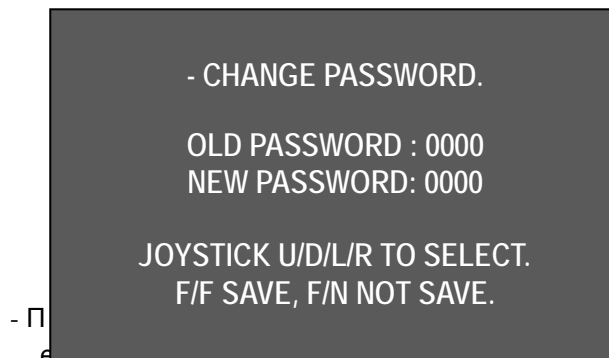 - CHANGE PASSWORD.
OLD PASSWORD : 0000
NEW PASSWORD: 0000
JOYSTICK U/D/L/R TO SELECT.
F/F SAVE, F/N NOT SAVE.
- П